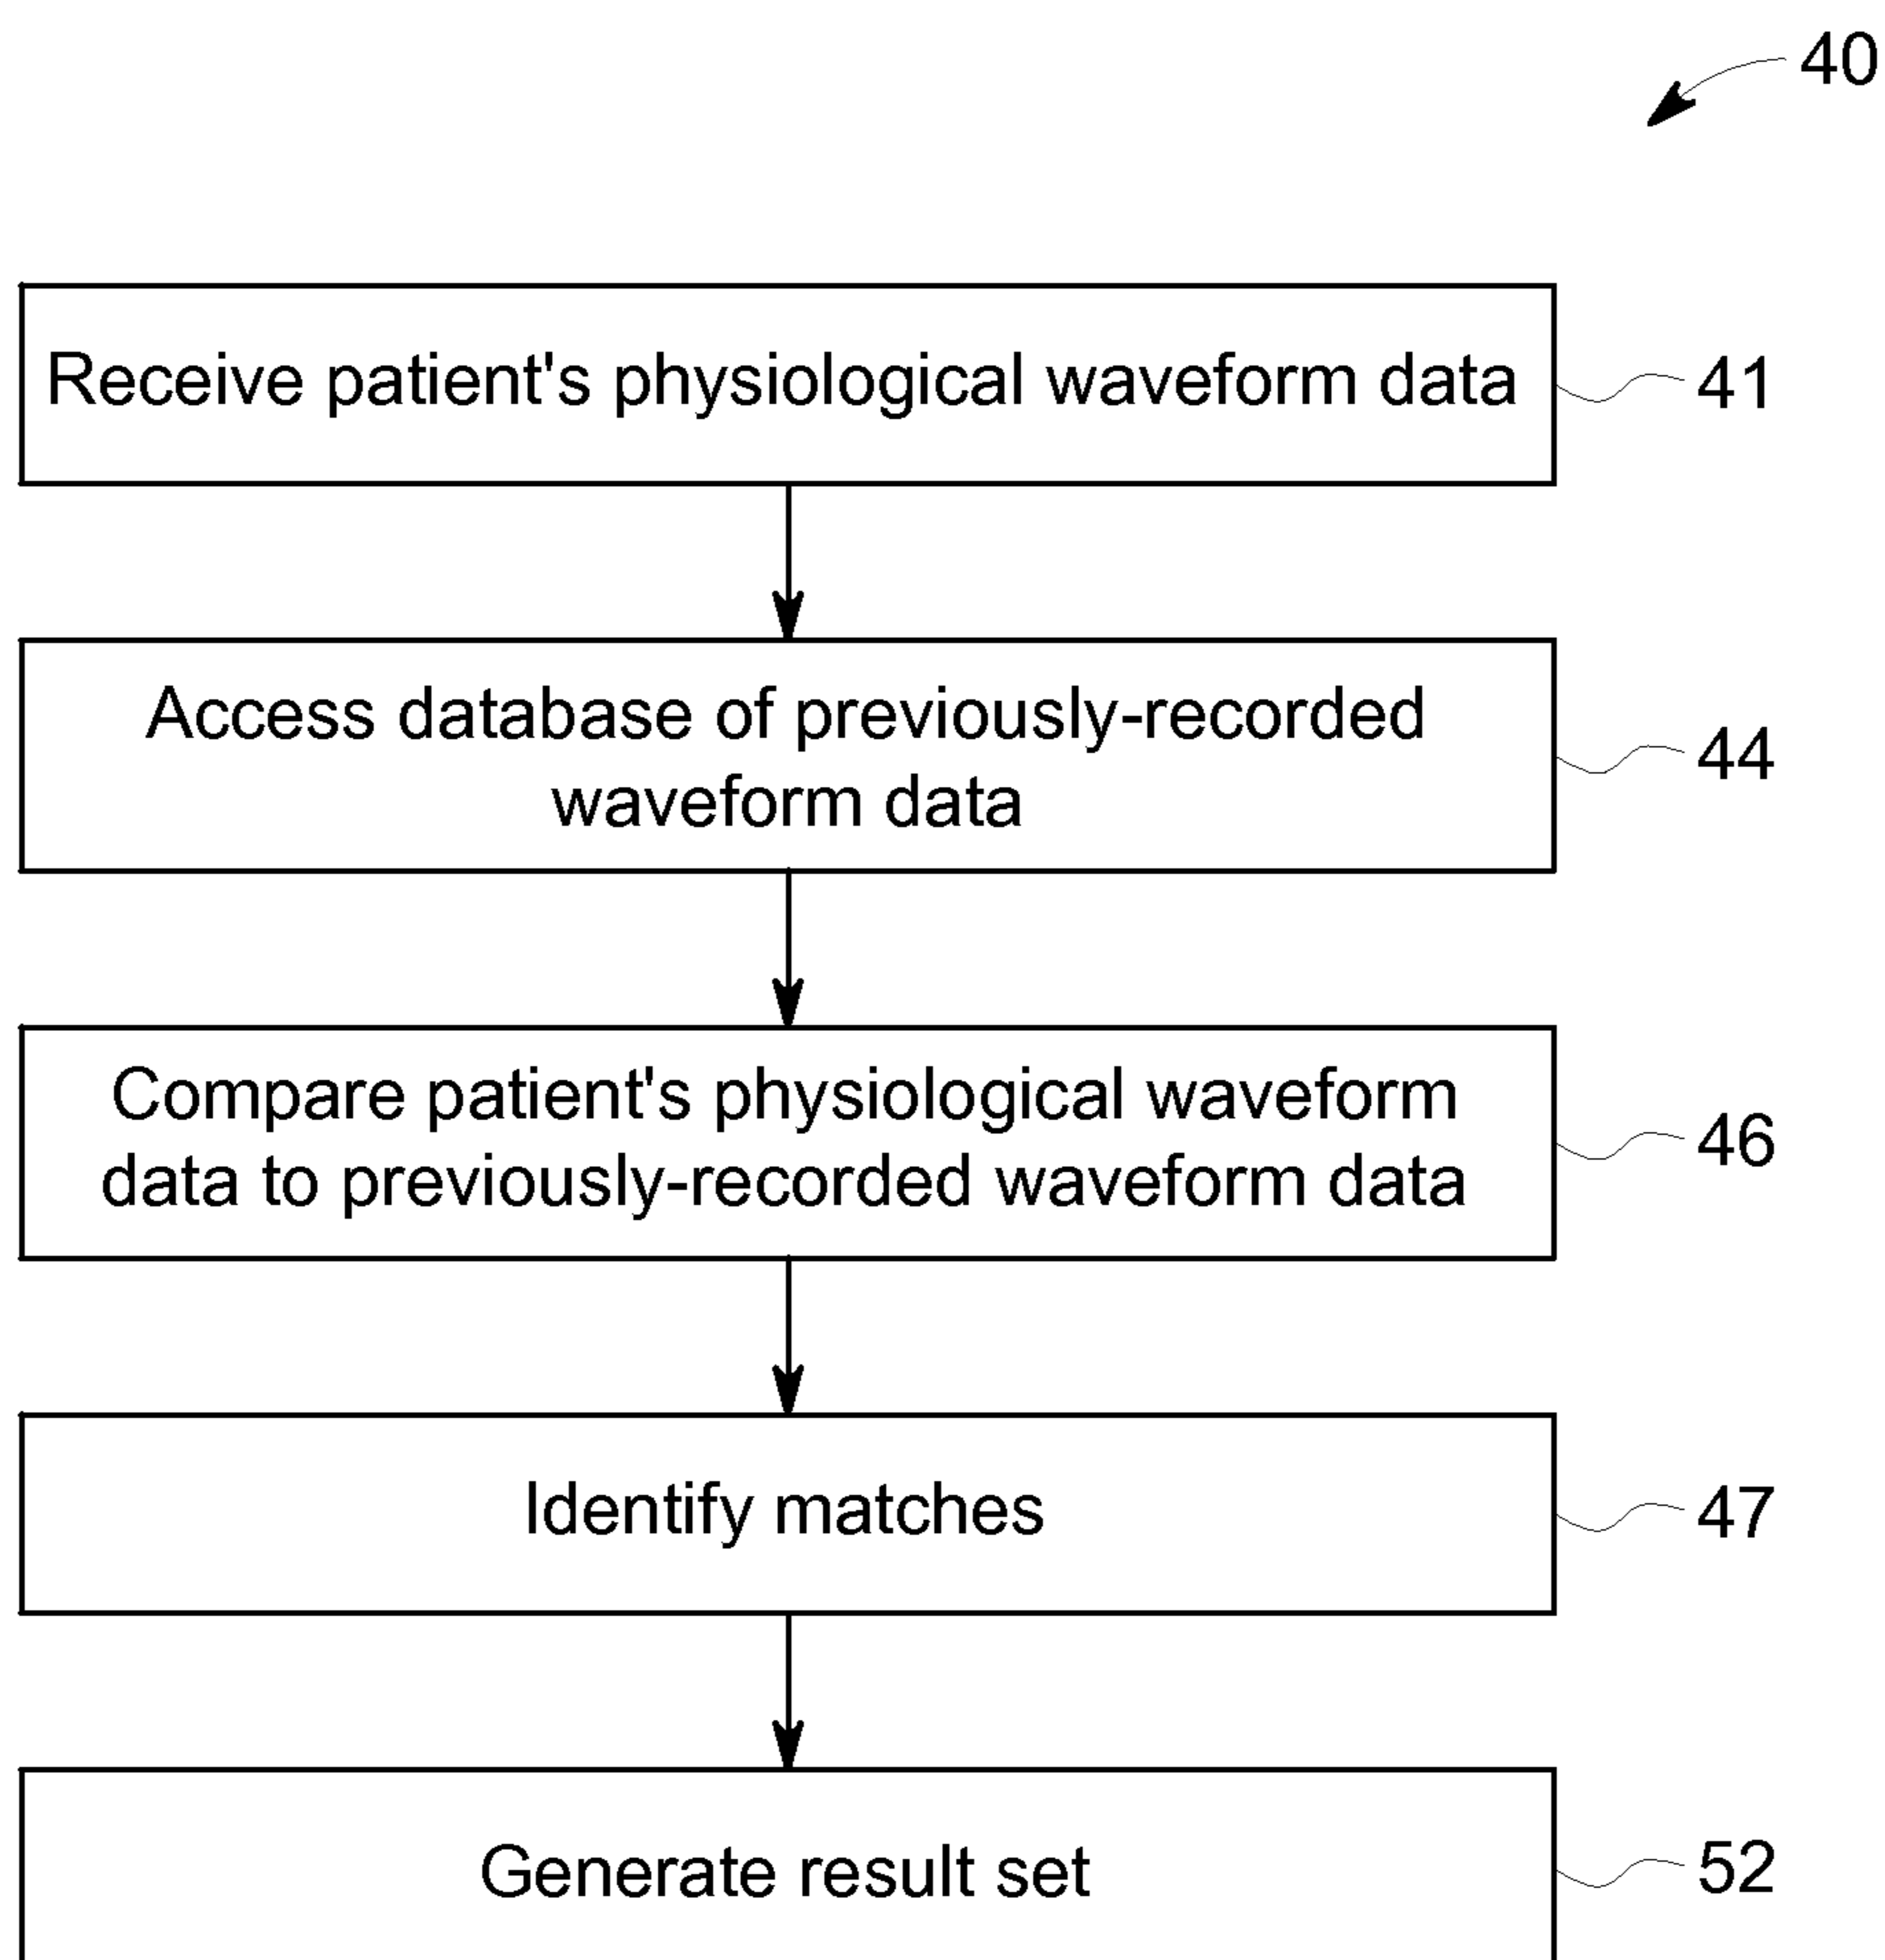 40
Receive patient's physiological waveform data
41
Access database of previously-recorded
waveform data
44
Compare patient's physiological waveform
data to previously-recorded waveform data
46
Identify matches
47
Generate result set
52